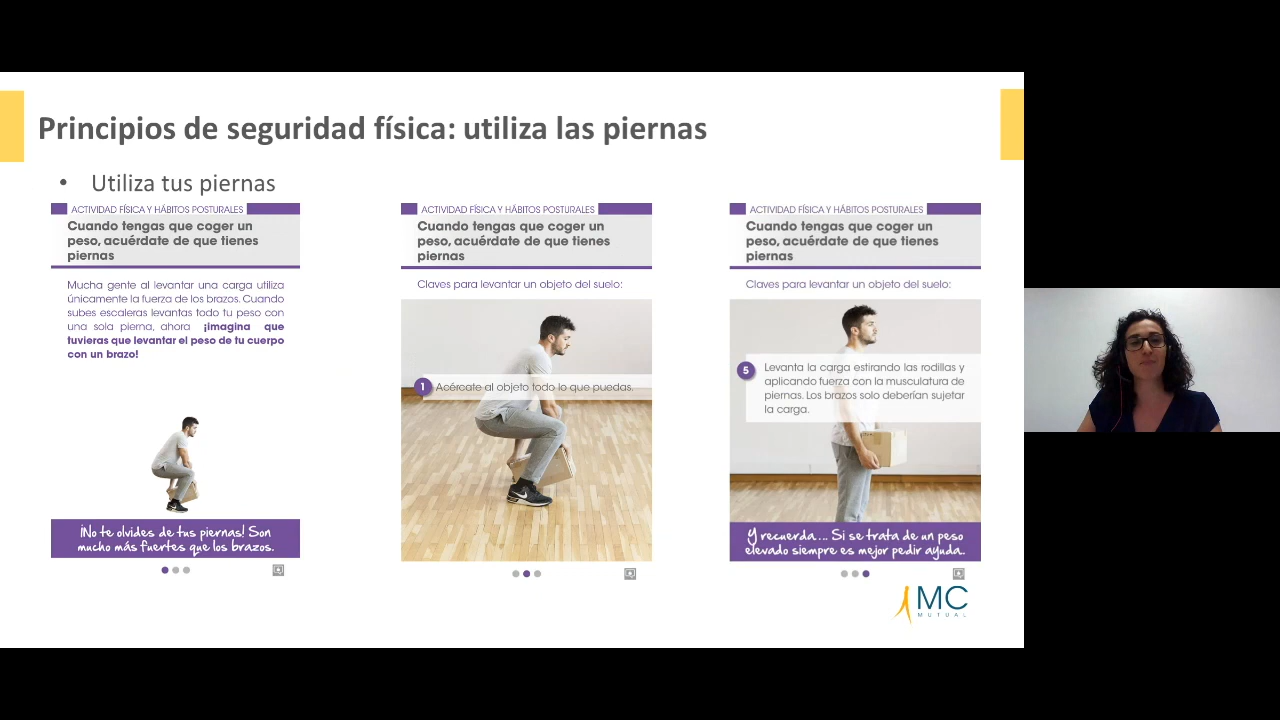 Principios de seguridad física: utiliza las piernas
• Utiliza tus piernas
ACTIVIDAD FÍSICA Y HÁBITOS POSTURALES
Cuando tengas que coger un
peso, acuérdate de que tienes
piernas
Mucha gente al levantar una carga utiliza
únicamente la fuerza de los brazos. Cuando
subes escaleras levantas todo tu peso con
una sola pierna, ahora ¡imagina que
tuvieras que levantar el peso de tu cuerpo
con un brazo!
¡No te olvides de tus piernas! Son
mucho más fuertes que los brazos.
ACTIVIDAD FÍSICA Y HÁBITOS POSTURALES
Cuando tengas que coger un
peso, acuérdate de que tienes
piernas
Claves para levantar un objeto del suelo:
1 Acércate al objeto todo lo que puedas.
ACTIVIDAD FÍSICA Y HÁBITOS POSTURALES
Cuando tengas que coger un
peso, acuérdate de que tienes
piernas
Claves para levantar un objeto del suelo:
5 Levanta la carga estirando las rodillas y
aplicando fuerza con la musculatura de
piernas. Los brazos solo deberían sujetar
la carga.
Y recuerda... Si se trata de un peso
elevado siempre es mejor pedir ayuda.
MC
MUTUAL